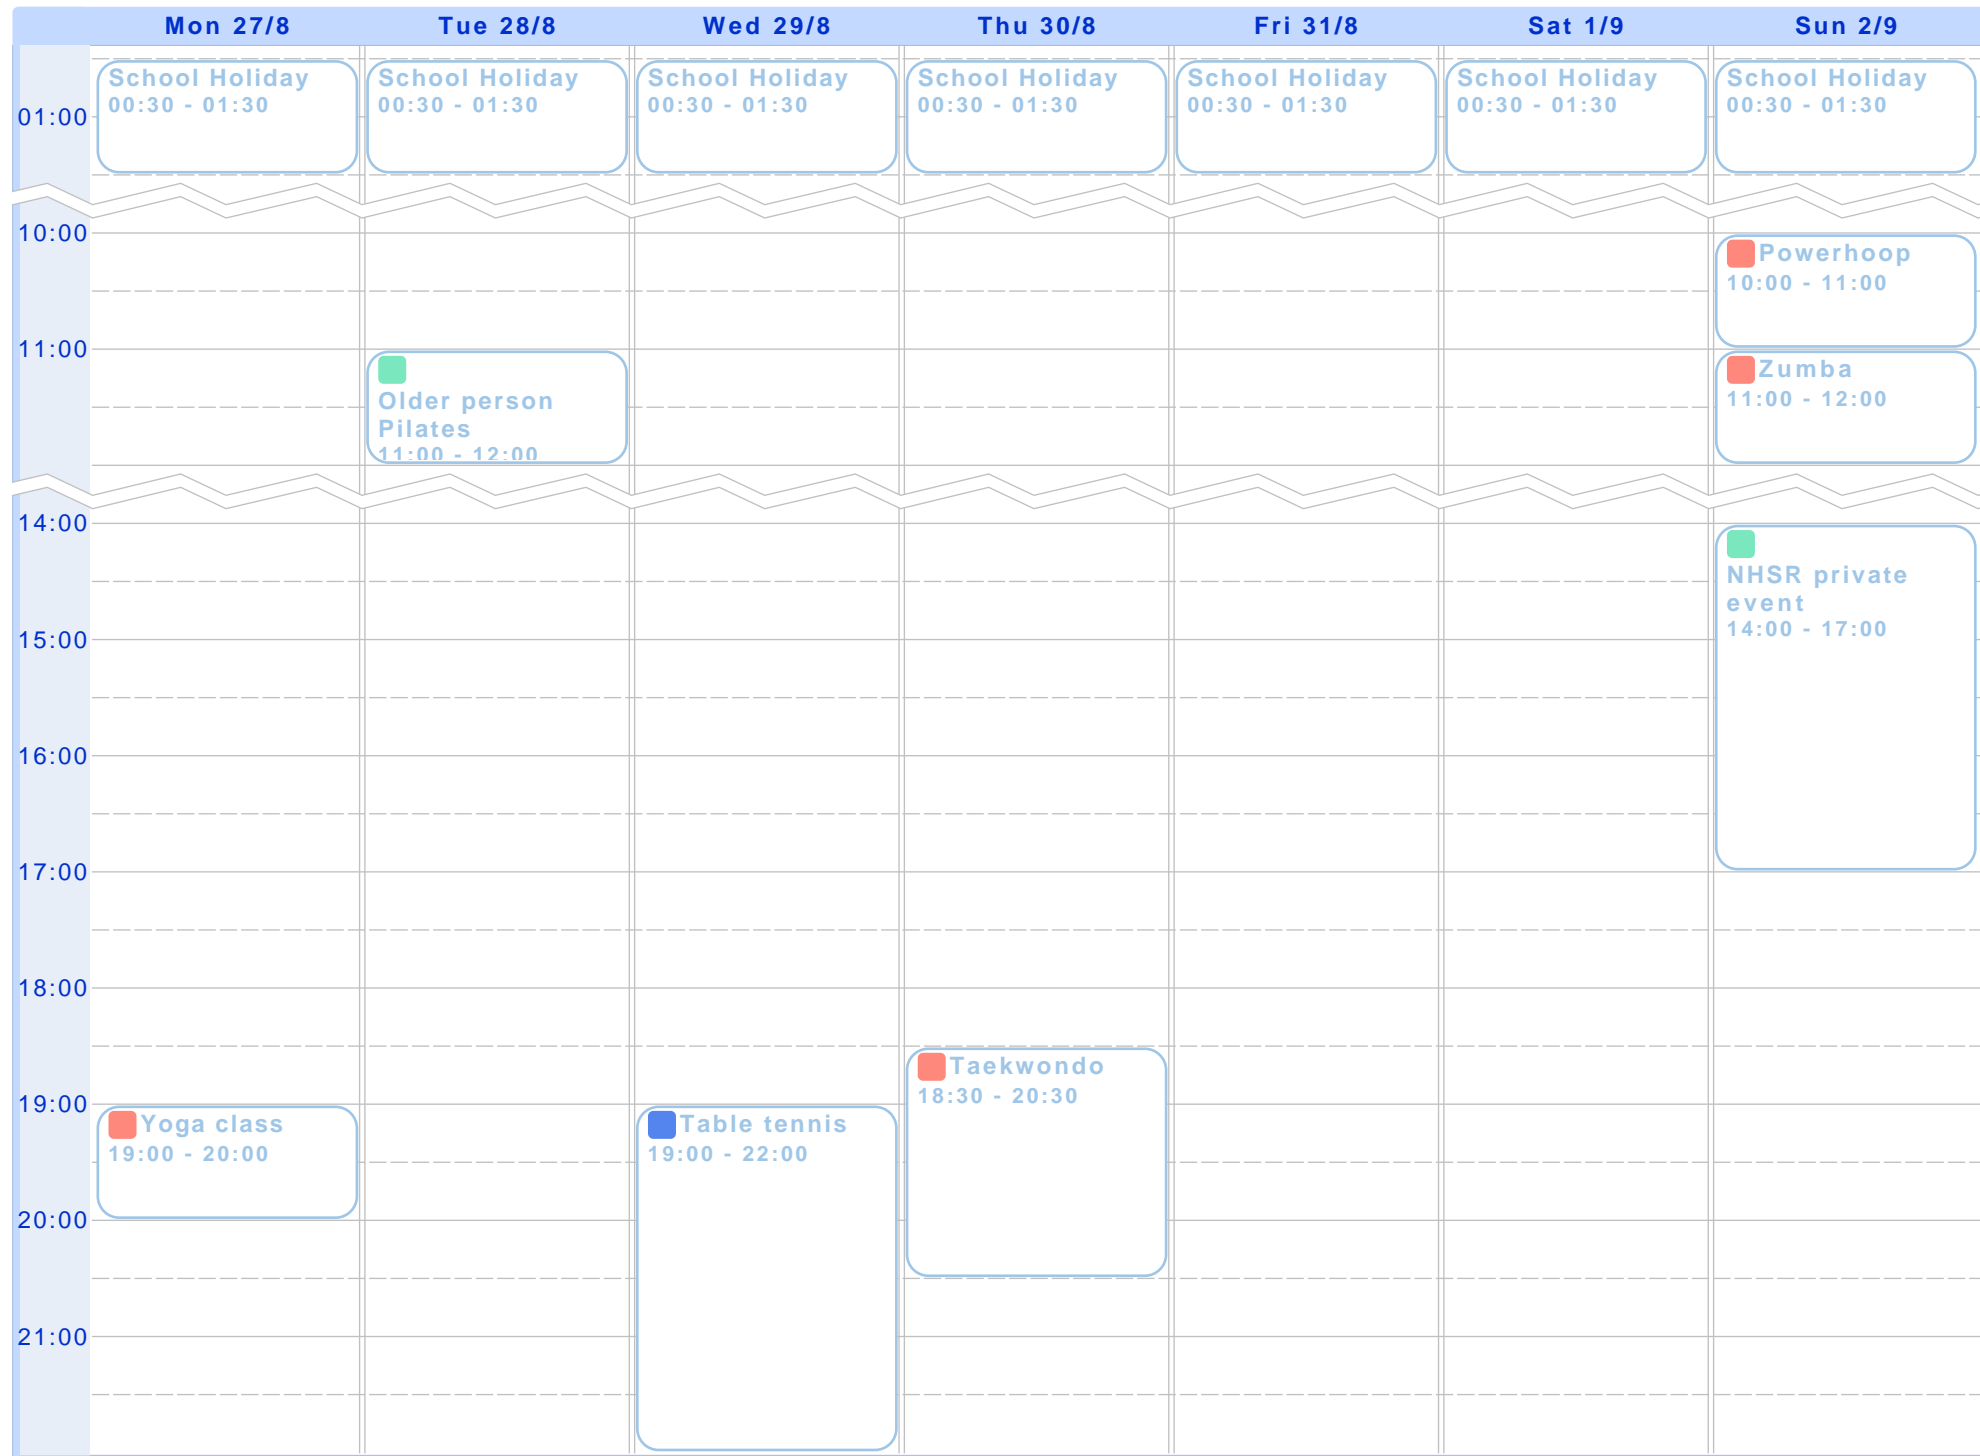 Mon 27/8 Tue 28/8 Wed 29/8 Thu 30/8 Fri 31/8 Sat 1/9 Sun 2/9
School Holiday School Holiday School Holiday School Holiday School Holiday School Holiday School Holiday
00:30 - 01:30 00:30 - 01:30 00:30 - 01:30 00:30 - 01:30 00:30 - 01:30 00:30 - 01:30 00:30 - 01:30
01:00
10:00
Powerhoop
10:00 - 11:00
11:00
Older person
Pilates
11:00 - 12:00
Zumba
11:00 - 12:00
14:00
NHSR private
event
14:00 - 17:00
15:00
16:00
17:00
18:00
Taekwondo
18:30 - 20:30
19:00
Yoga class
19:00 - 20:00
Table tennis
19:00 - 22:00
20:00
21:00